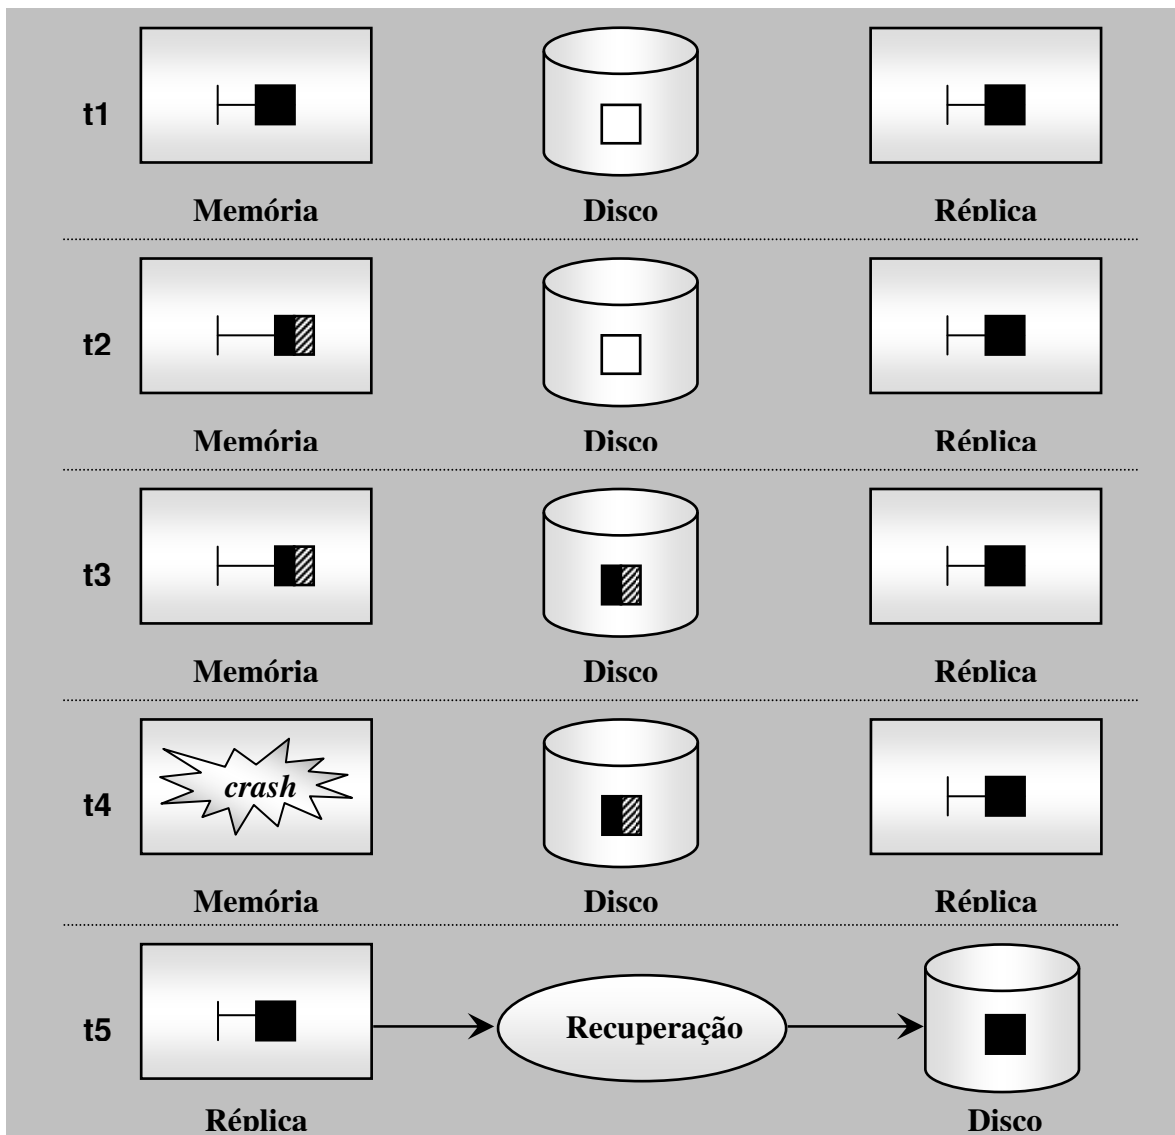 t1
Memória Disco Réplica
t2
Memória Disco Réplica
t3
Memória Disco Réplica
t4
crash
Memória Disco Réplica
t5
Recuperação
Réplica Disco